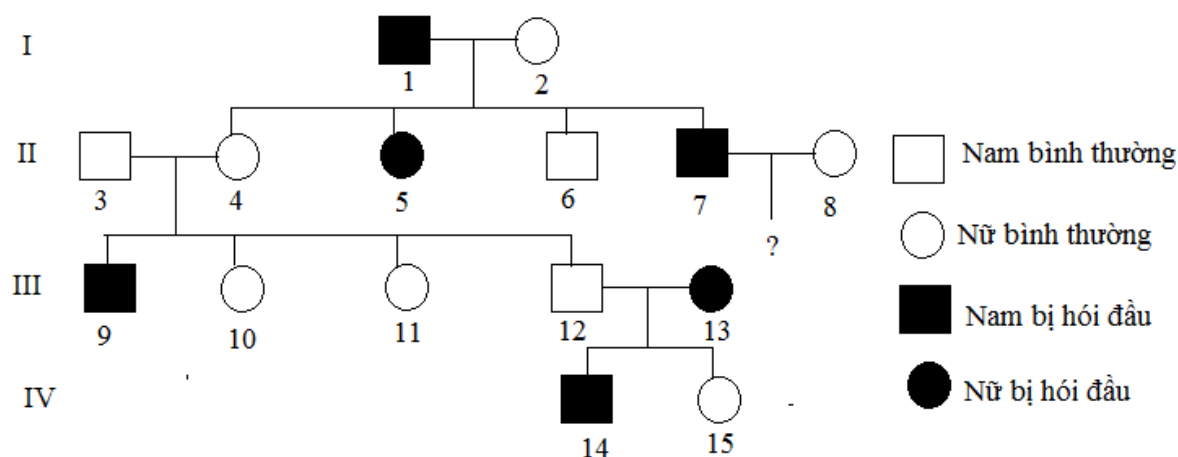 I
1 2
II
3 4 5 6 7 8
?
III
9 10 11 12 13
IV
14 15
Nam bình thường
Nữ bình thường
Nam bị hói đầu
Nữ bị hói đầu